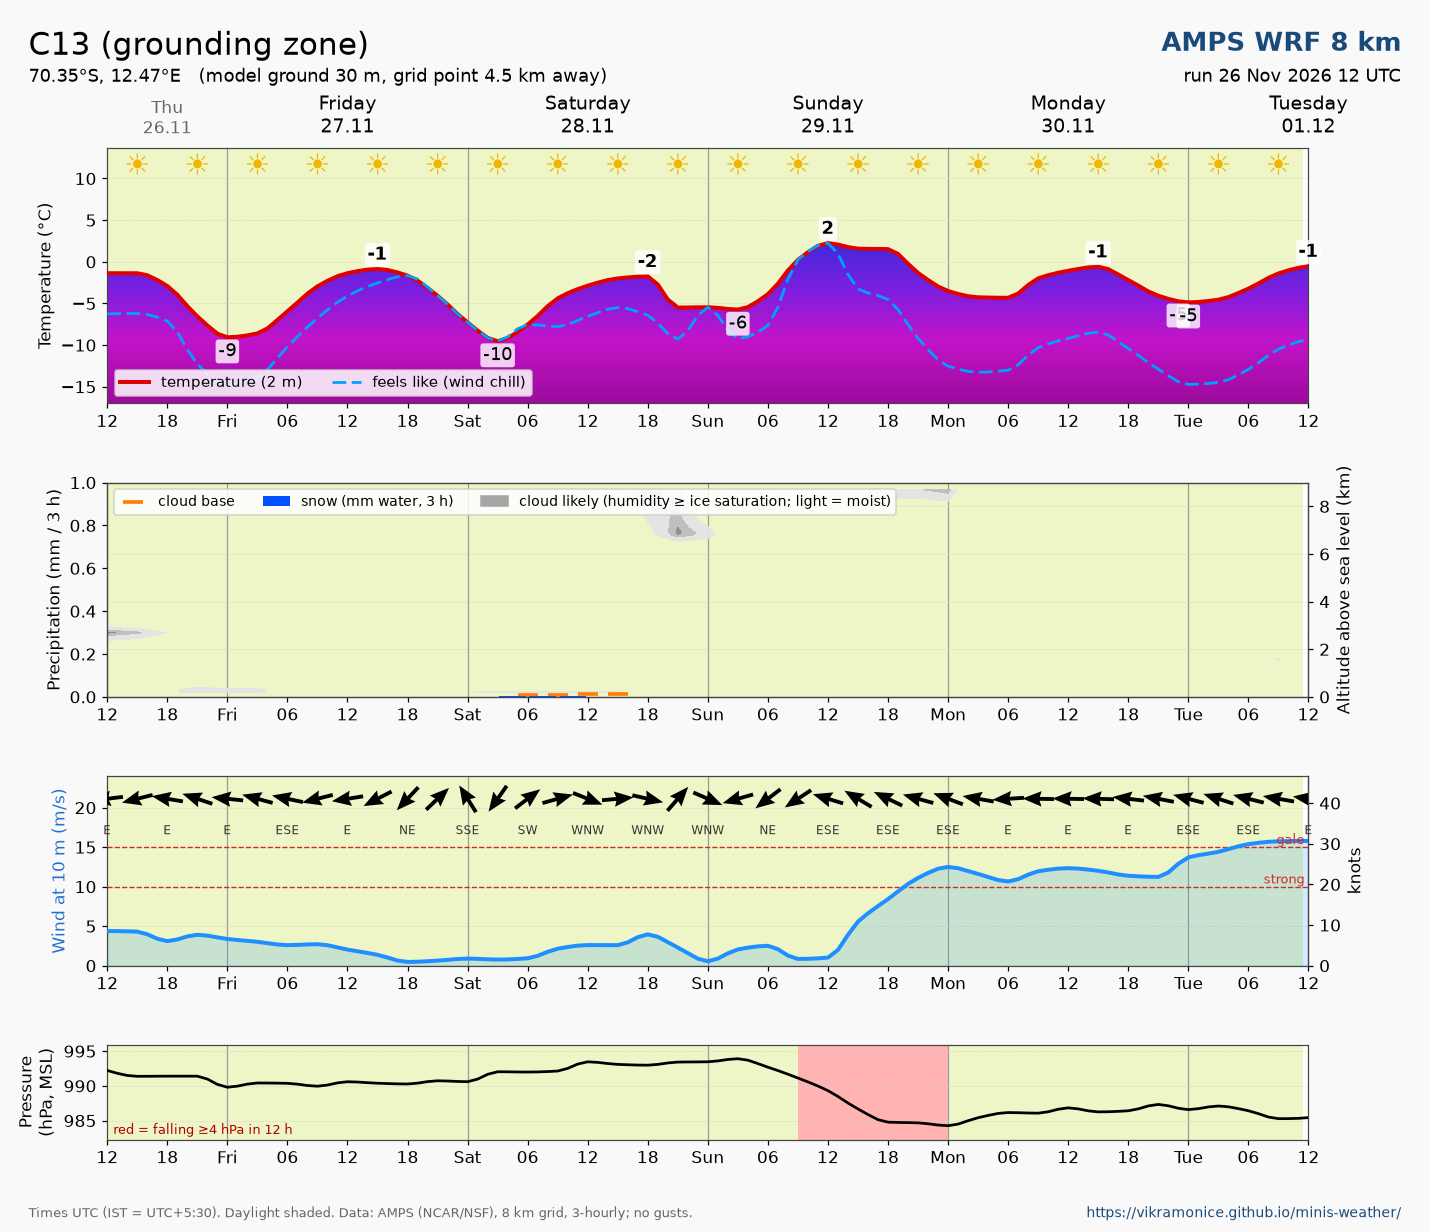 C13 (grounding zone)
AMPS WRF 8 km
70.35°S, 12.47°E   (model ground 30 m, grid point 4.5 km away)
run 26 Nov 2026 12 UTC
Thu Friday Saturday Sunday Monday Tuesday
26.11 27.11 28.11 29.11 30.11 01.12
Temperature (°C)
10
5
0
−5
−10
−15
-9 -1 -10 -2 -6 2 -1 -5 -1
temperature (2 m) feels like (wind chill)
12 18 Fri 06 12 18 Sat 06 12 18 Sun 06 12 18 Mon 06 12 18 Tue 06 12
Precipitation (mm / 3 h)
1.0
0.8
0.6
0.4
0.2
0.0
cloud base snow (mm water, 3 h) cloud likely (humidity ≥ ice saturation; light = moist)
Altitude above sea level (km)
8
6
4
2
0
12 18 Fri 06 12 18 Sat 06 12 18 Sun 06 12 18 Mon 06 12 18 Tue 06 12
Wind at 10 m (m/s)
20
15
10
5
0
E E E ESE E NE SSE SW WNW WNW WNW NE ESE ESE ESE E E E ESE ESE E
gale
strong
knots
40
30
20
10
0
12 18 Fri 06 12 18 Sat 06 12 18 Sun 06 12 18 Mon 06 12 18 Tue 06 12
Pressure
(hPa, MSL)
995
990
985
red = falling ≥4 hPa in 12 h
12 18 Fri 06 12 18 Sat 06 12 18 Sun 06 12 18 Mon 06 12 18 Tue 06 12
Times UTC (IST = UTC+5:30). Daylight shaded. Data: AMPS (NCAR/NSF), 8 km grid, 3-hourly; no gusts.
https://vikramonice.github.io/minis-weather/